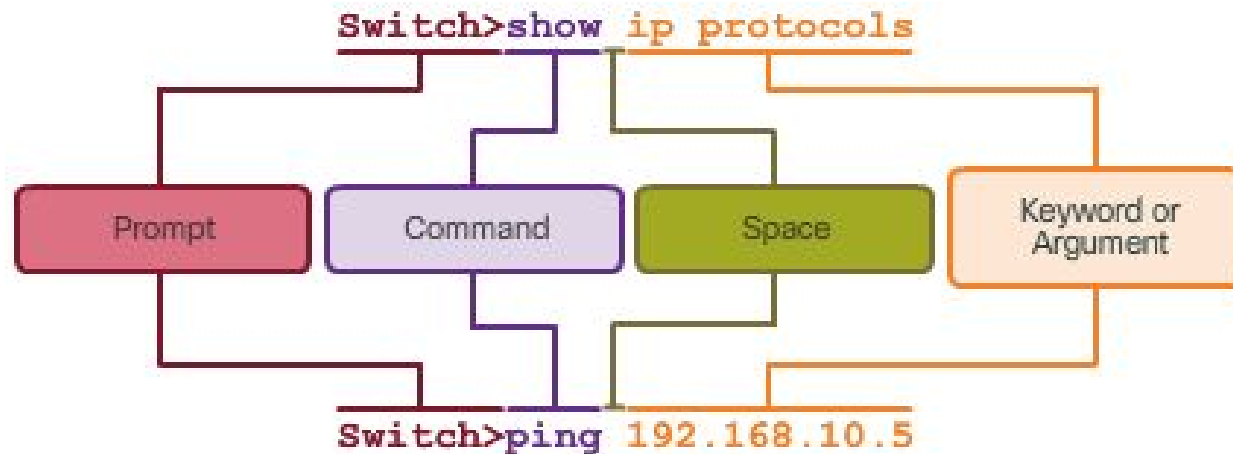 Switch>show ip protocols
Prompt
Command
Space
Keyword or
Argument
Switch>ping 192.168.10.5